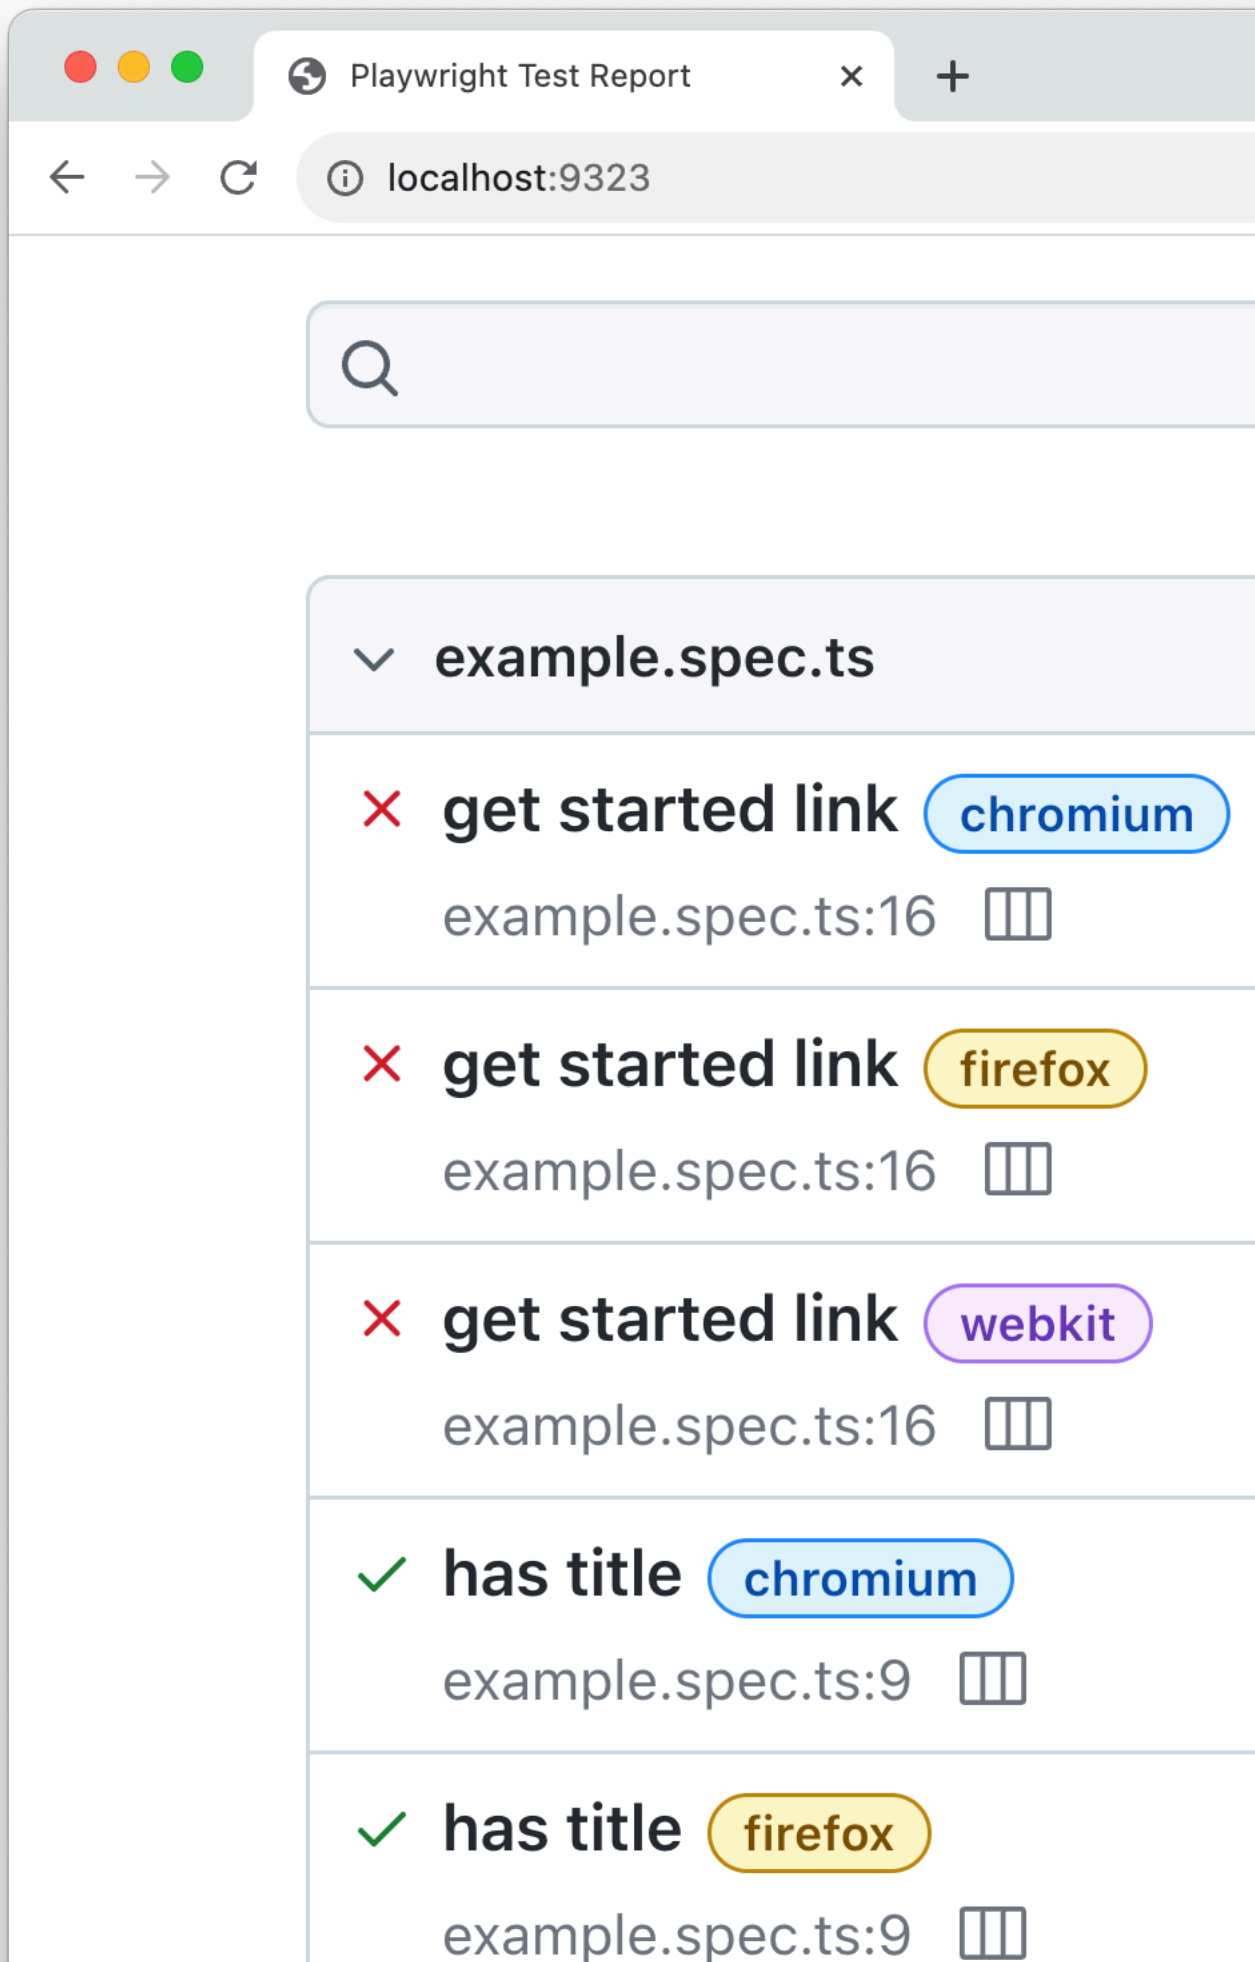 Playwright Test Report
localhost:9323
example.spec.ts
get started link chromium
example.spec.ts:16
get started link firefox
example.spec.ts:16
get started link webkit
example.spec.ts:16
has title chromium
example.spec.ts:9
has title firefox
example.spec.ts:9